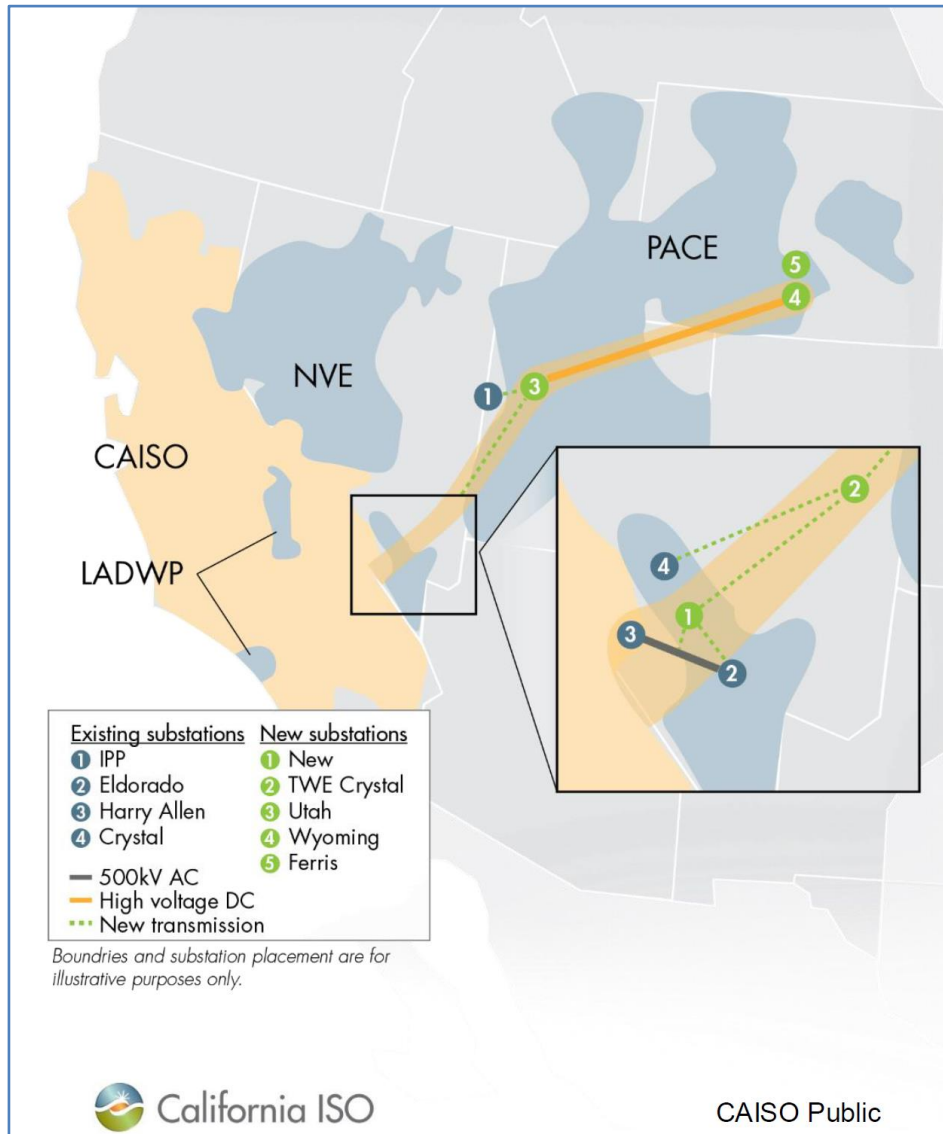 PACE
5
4
NVE
3
1
CAISO
2
4
LADWP
1
3
2
Existing substations
1 IPP
2 Eldorado
3 Harry Allen
4 Crystal
500kV AC
High voltage DC
New transmission
New substations
1 New
2 TWE Crystal
3 Utah
4 Wyoming
5 Ferris
Boundries and substation placement are for
illustrative purposes only.
California ISO
CAISO Public